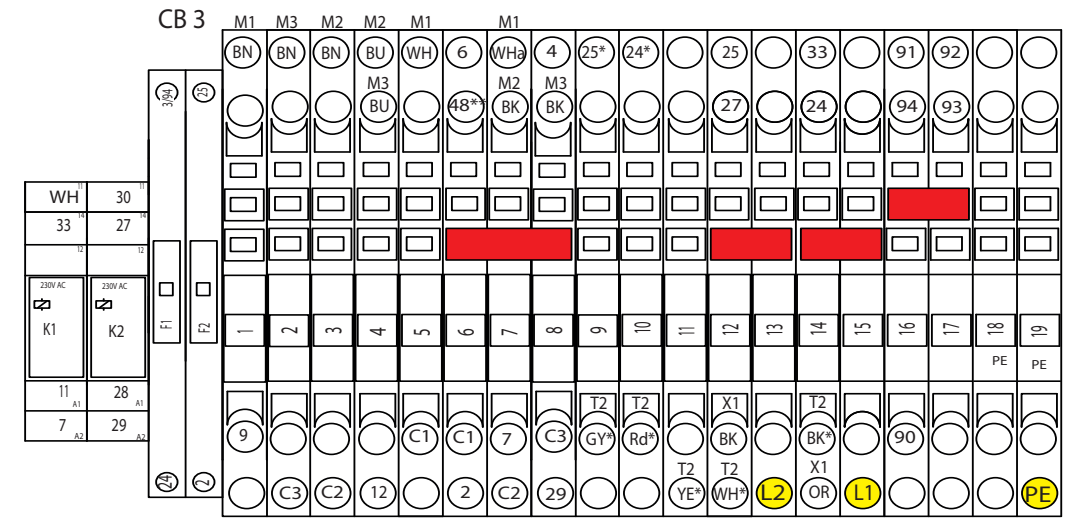 CB 3
M1 M3 M2 M2 M1 M1
BN BN BN BU WH 6 WHa 4 25* 24* 25 33 91 92
M3 M2 M3
3/94 25 BU 48** BK BK 27 24 94 93
11 11
WH 30
14 14
33 27
12 12
230V AC 230V AC
K1 K2 F1 F2 1 2 3 4 5 6 7 8 9 10 11 12 13 14 15 16 17 18 19
PE PE
11 A1 28 A1
7 A2 29 A2
T2 T2 X1 T2
9 C1 C1 7 C3 GY* Rd* BK BK* 90
T2 T2 X1
24 2 C3 C2 12 2 C2 29 YE* WH* L2 OR L1 PE